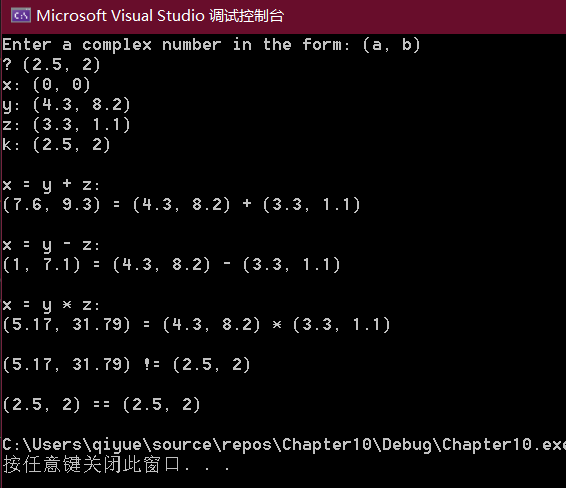 Microsoft Visual Studio 调试控制台
Enter a complex number in the form: (a, b)
? (2.5, 2)
x: (0, 0)
y: (4.3, 8.2)
z: (3.3, 1.1)
k: (2.5, 2)
x = y + z:
(7.6, 9.3) = (4.3, 8.2) + (3.3, 1.1)
x = y - z:
(1, 7.1) = (4.3, 8.2) - (3.3, 1.1)
x = y * z:
(5.17, 31.79) = (4.3, 8.2) * (3.3, 1.1)
(5.17, 31.79) != (2.5, 2)
(2.5, 2) == (2.5, 2)
C:\Users\qiyue\source\repos\Chapter10\Debug\Chapter10.exe
按任意键关闭此窗口. . .